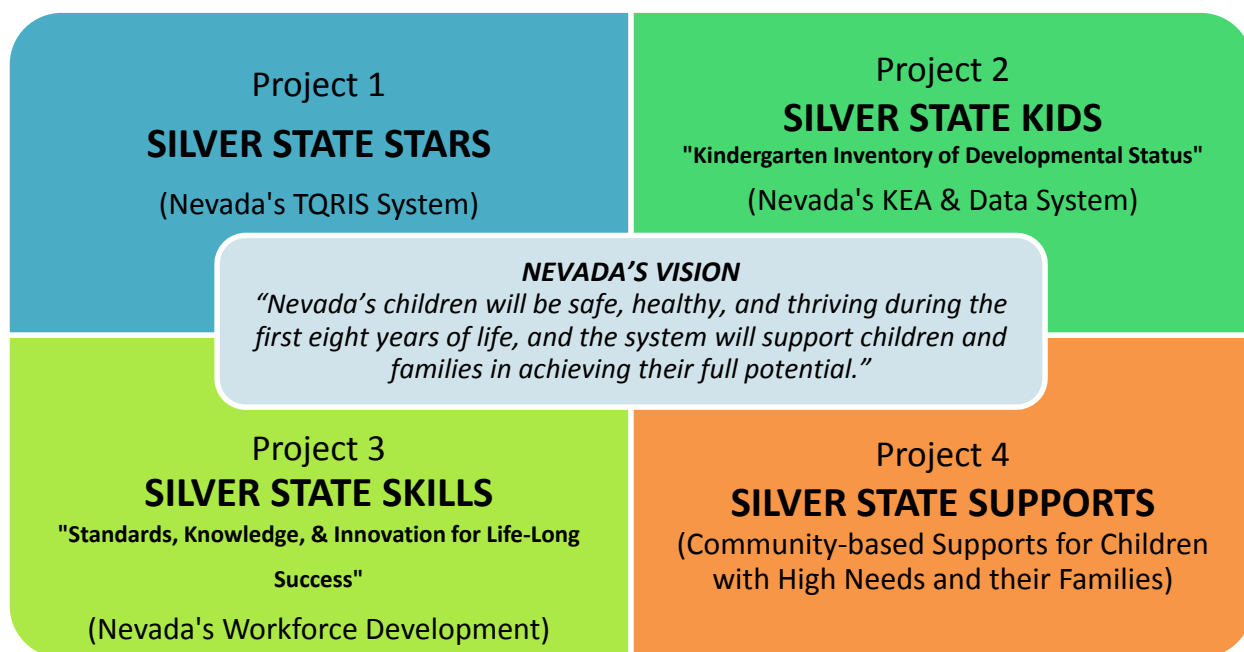 Project 1
SILVER STATE STARS
(Nevada's TQRIS System)
Project 2
SILVER STATE KIDS
"Kindergarten Inventory of Developmental Status"
(Nevada's KEA & Data System)
NEVADA’S VISION
“Nevada’s children will be safe, healthy, and thriving during the
first eight years of life, and the system will support children and
families in achieving their full potential.”
Project 3
SILVER STATE SKILLS
"Standards, Knowledge, & Innovation for Life-Long
Success"
(Nevada's Workforce Development)
Project 4
SILVER STATE SUPPORTS
(Community-based Supports for Children
with High Needs and their Families)